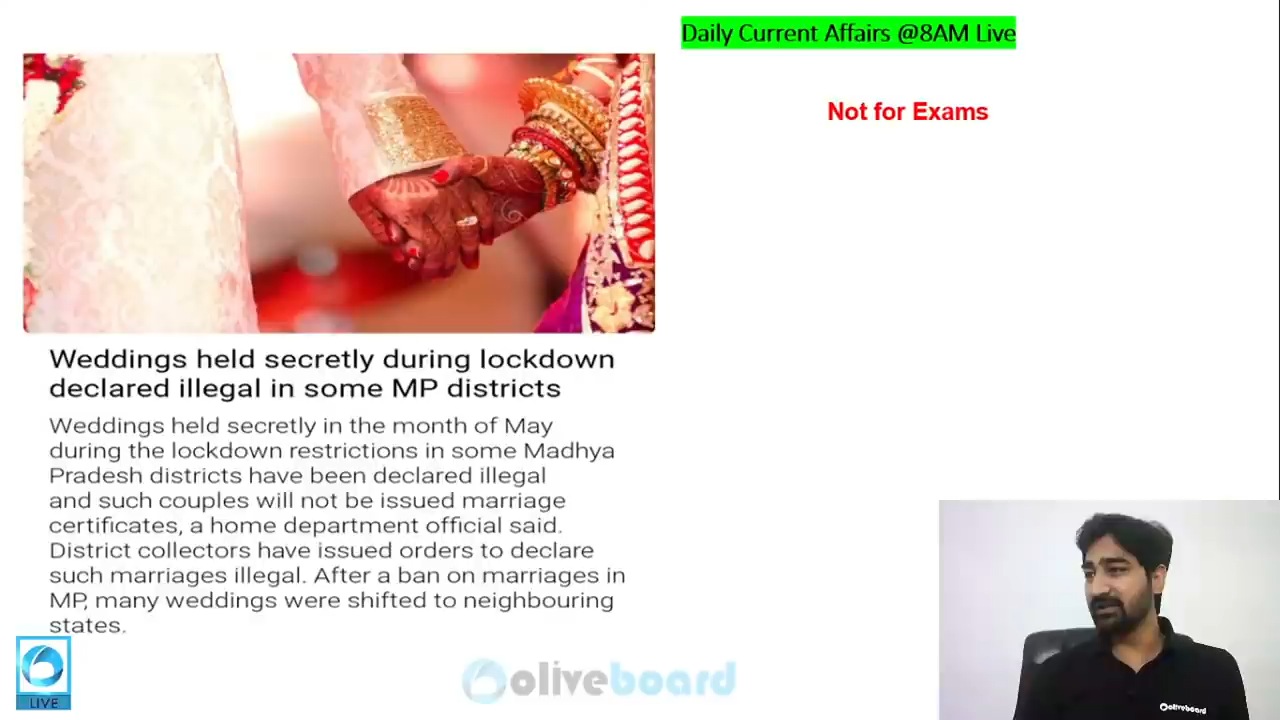 Daily Current Affairs @8AM Live
Not for Exams
Weddings held secretly during lockdown
declared illegal in some MP districts
Weddings held secretly in the month of May
during the lockdown restrictions in some Madhya
Pradesh districts have been declared illegal
and such couples will not be issued marriage
certificates, a home department official said.
District collectors have issued orders to declare
such marriages illegal. After a ban on marriages in
MP, many weddings were shifted to neighbouring
states.
LIVE
oliveboard
oliveboard